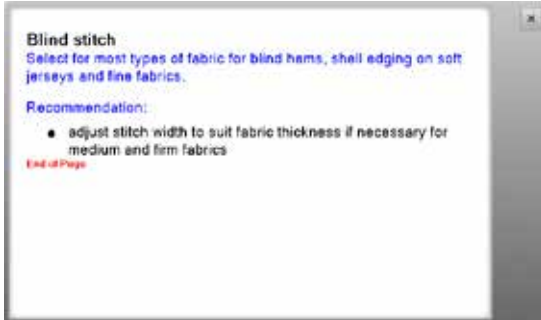 Blind stitch
Select for most types of fabric for blind hems, shell edging on soft
jerseys and fine fabrics.
Recommendation:
● adjust stitch width to suit fabric thickness if necessary for
medium and firm fabrics
End of Page